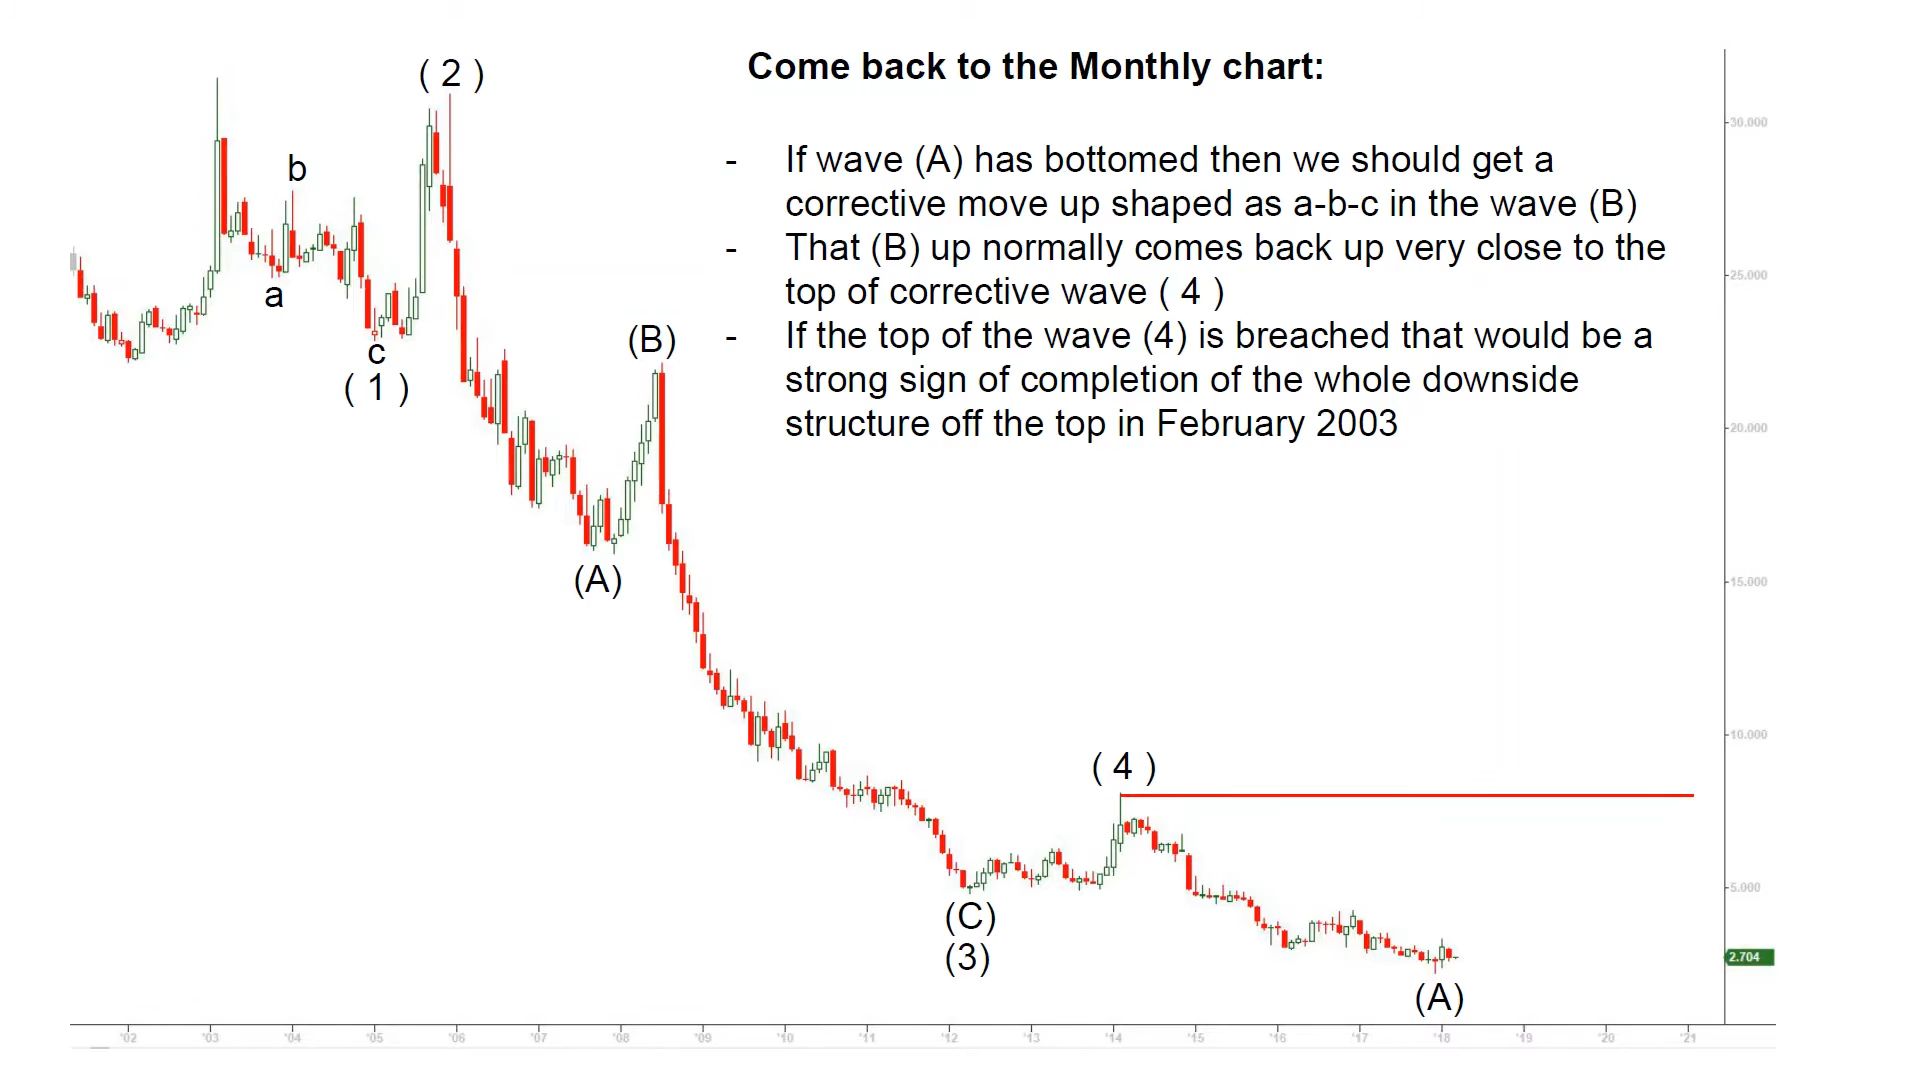 Come back to the Monthly chart:
- If wave (A) has bottomed then we should get a
corrective move up shaped as a-b-c in the wave (B)
- That (B) up normally comes back up very close to the
top of corrective wave ( 4 )
- If the top of the wave (4) is breached that would be a
strong sign of completion of the whole downside
structure off the top in February 2003
( 2 )
b
a
c
( 1 )
(B)
(A)
( 4 )
(C)
(3)
(A)
30.000
25.000
20.000
15.000
10.000
5.000
2.704
'02 '03 '04 '05 '06 '07 '08 '09 '10 '11 '12 '13 '14 '15 '16 '17 '18 '19 '20 '21